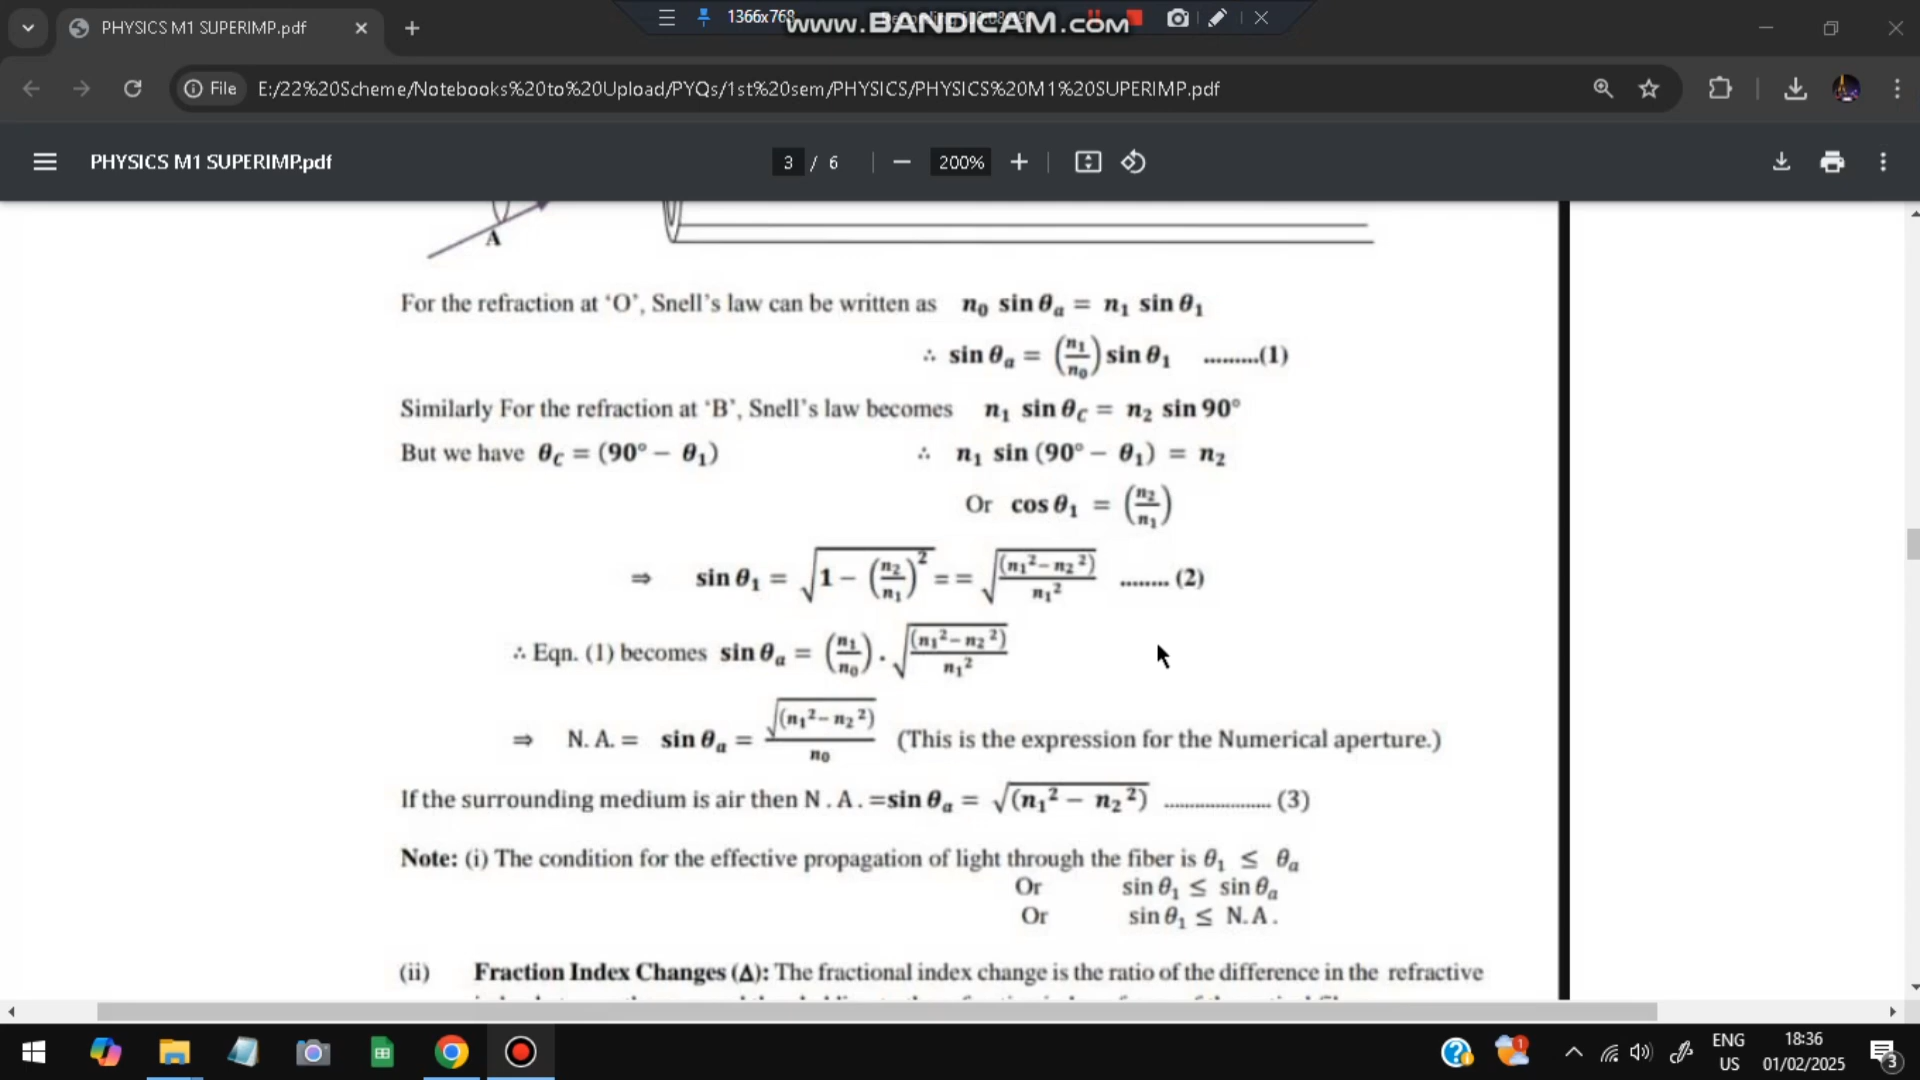 PHYSICS M1 SUPERIMP.pdf
1366x768
www.BANDICAM.com
File
E:/22%20Scheme/Notebooks%20to%20Upload/PYQs/1st%20sem/PHYSICS/PHYSICS%20M1%20SUPERIMP.pdf
PHYSICS M1 SUPERIMP.pdf
3 / 6
200%
A
For the refraction at ‘O’, Snell’s law can be written as n₀ sin θₐ = n₁ sin θ₁
∴ sin θₐ = (n₁/n₀) sin θ₁ .........(1)
Similarly For the refraction at ‘B’, Snell’s law becomes n₁ sin θ_C = n₂ sin 90°
But we have θ_C = (90° − θ₁) ∴ n₁ sin (90° − θ₁) = n₂
Or cos θ₁ = (n₂/n₁)
⇒ sin θ₁ = √(1 − (n₂/n₁)²) = = √((n₁² − n₂²)/n₁²) ........ (2)
∴ Eqn. (1) becomes sin θₐ = (n₁/n₀) . √((n₁² − n₂²)/n₁²)
⇒ N. A. = sin θₐ = √(n₁² − n₂²)/n₀ (This is the expression for the Numerical aperture.)
If the surrounding medium is air then N . A . =sin θₐ = √(n₁² − n₂²) ...................... (3)
Note: (i) The condition for the effective propagation of light through the fiber is θ₁ ≤ θₐ
Or sin θ₁ ≤ sin θₐ
Or sin θ₁ ≤ N.A.
(ii) Fraction Index Changes (Δ): The fractional index change is the ratio of the difference in the refractive
1
ENG
US
18:36
01/02/2025
3